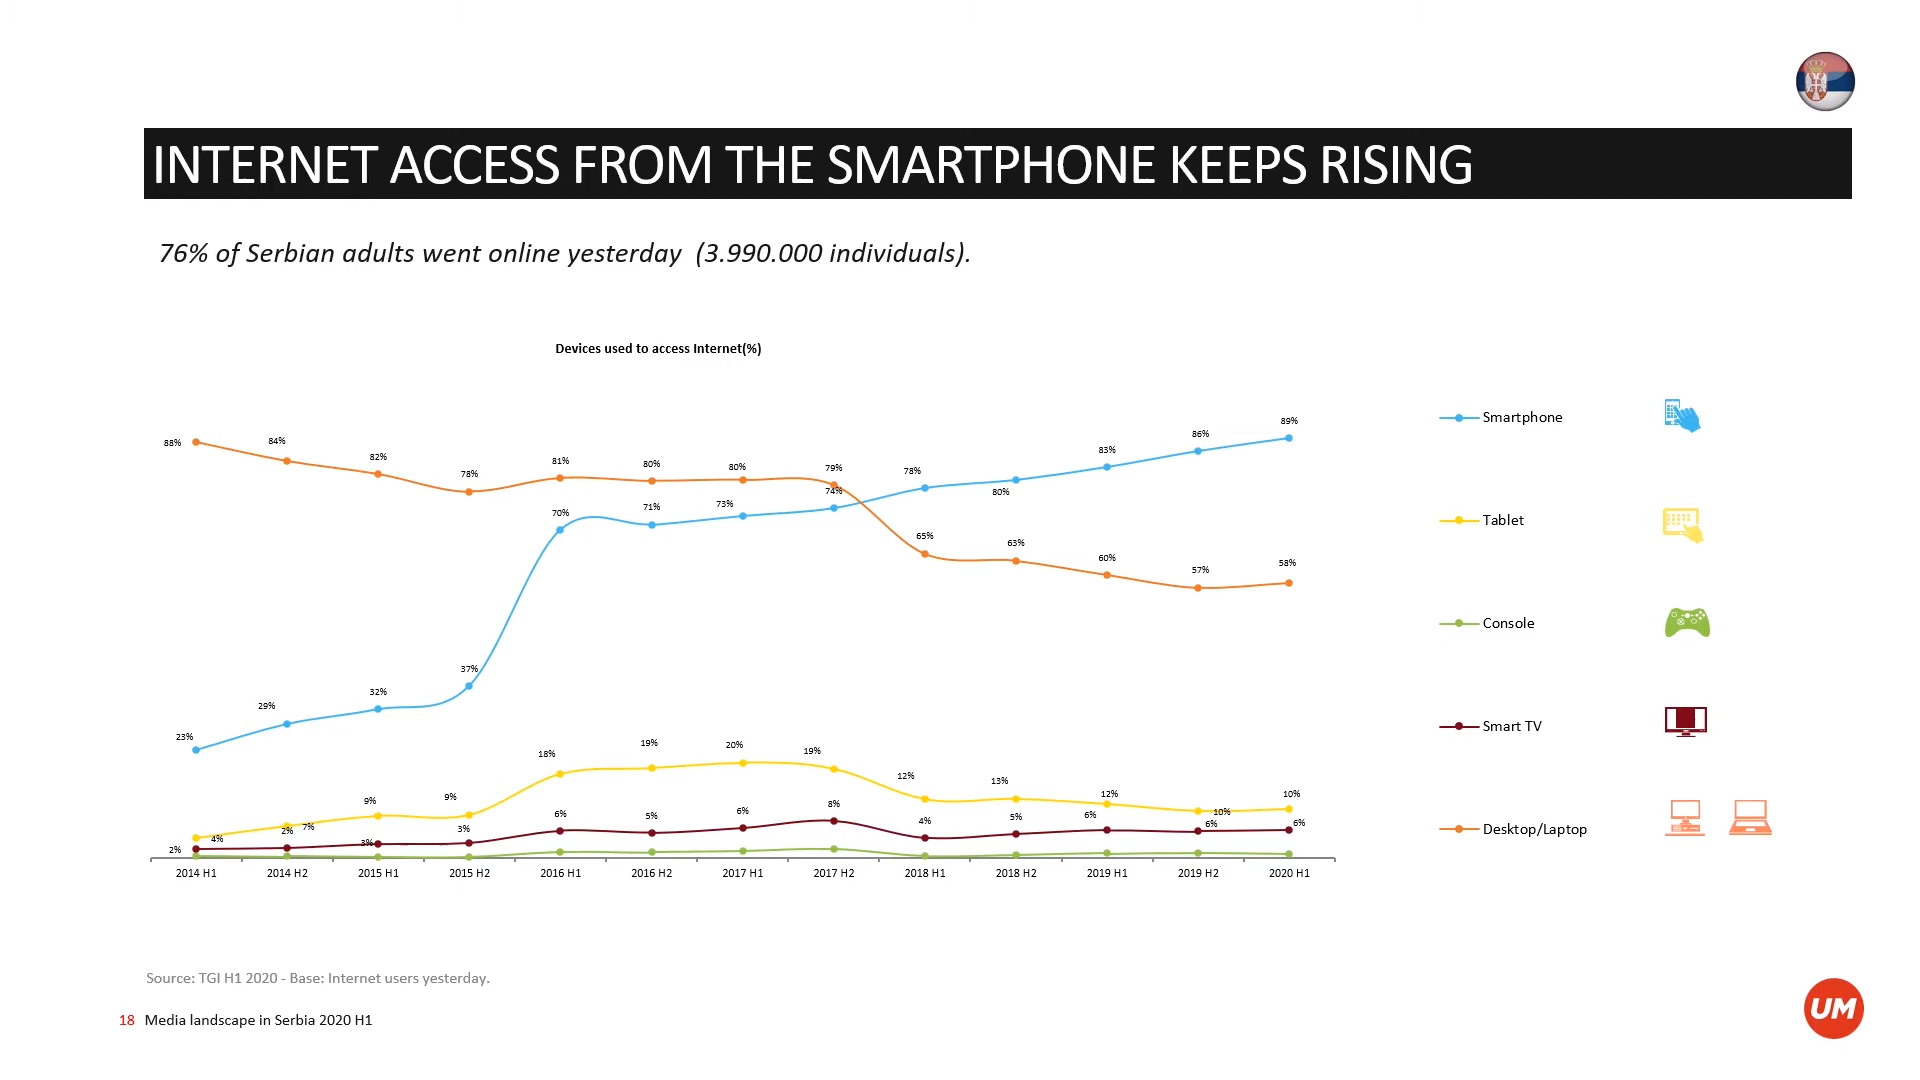 INTERNET ACCESS FROM THE SMARTPHONE KEEPS RISING
76% of Serbian adults went online yesterday (3.990.000 individuals).
Devices used to access Internet(%)
88% 84% 82% 78% 81% 80% 80% 79% 65% 63% 60% 57% 58%
23% 29% 32% 37% 70% 71% 73% 74% 78% 80% 83% 86% 89%
4% 7% 9% 9% 18% 19% 20% 19% 12% 13% 12% 10% 10%
2% 2% 3% 3% 6% 5% 6% 8% 4% 5% 6% 6% 6%
2014 H1 2014 H2 2015 H1 2015 H2 2016 H1 2016 H2 2017 H1 2017 H2 2018 H1 2018 H2 2019 H1 2019 H2 2020 H1
Smartphone
Tablet
Console
Smart TV
Desktop/Laptop
Source: TGI H1 2020 - Base: Internet users yesterday.
18 Media landscape in Serbia 2020 H1
UM